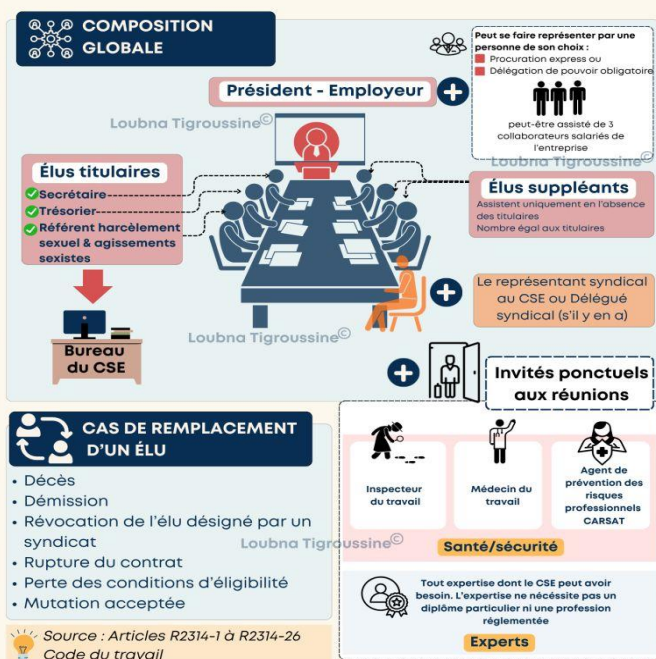 COMPOSITION
GLOBALE
Peut se faire représenter par une
personne de son choix :
Procuration express ou
Délégation de pouvoir obligatoire
peut-être assisté de 3
collaborateurs salariés de
l'entreprise
Président - Employeur
Loubna Tigroussine©
Loubna Tigroussine©
Élus titulaires
Secrétaire
Trésorier
Référent harcèlement
sexuel & agissements
sexistes
Bureau
du CSE
Élus suppléants
Assistent uniquement en l'absence
des titulaires
Nombre égal aux titulaires
Le représentant syndical
au CSE ou Délégué
syndical (s'il y en a)
Loubna Tigroussine©
Invités ponctuels
aux réunions
CAS DE REMPLACEMENT
D'UN ÉLU
• Décès
• Démission
• Révocation de l'élu désigné par un
syndicat
• Rupture du contrat
• Perte des conditions d'éligibilité
• Mutation acceptée
Loubna Tigroussine©
Source : Articles R2314-1 à R2314-26
Code du travail
Inspecteur
du travail
Médecin du
travail
Agent de
prévention des
risques
professionnels
CARSAT
Santé/sécurité
Tout expertise dont le CSE peut avoir
besoin. L'expertise ne nécéssite pas un
diplôme particulier ni une profession
réglementée
Experts